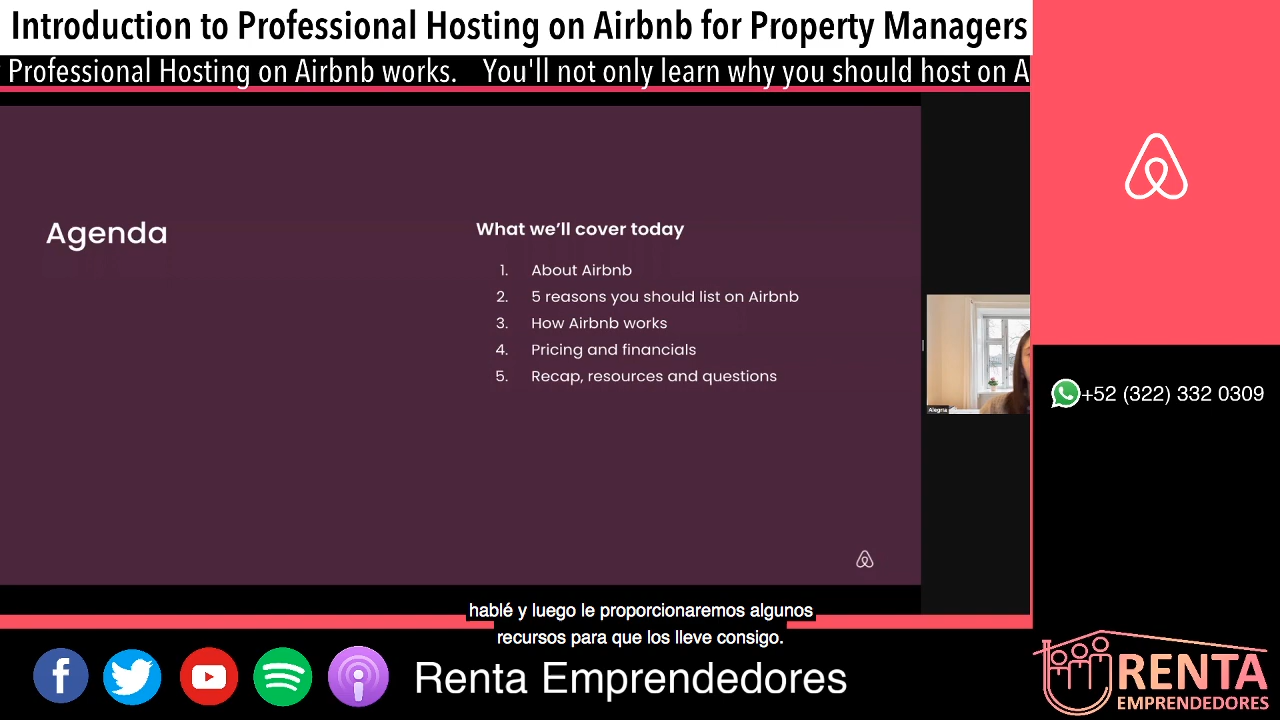 Introduction to Professional Hosting on Airbnb for Property Managers
Professional Hosting on Airbnb works. You'll not only learn why you should host on A
Agenda
What we'll cover today
1. About Airbnb
2. 5 reasons you should list on Airbnb
3. How Airbnb works
4. Pricing and financials
5. Recap, resources and questions
Alegria
+52 (322) 332 0309
hablé y luego le proporcionaremos algunos
recursos para que los lleve consigo.
Renta Emprendedores
RENTA
EMPRENDEDORES